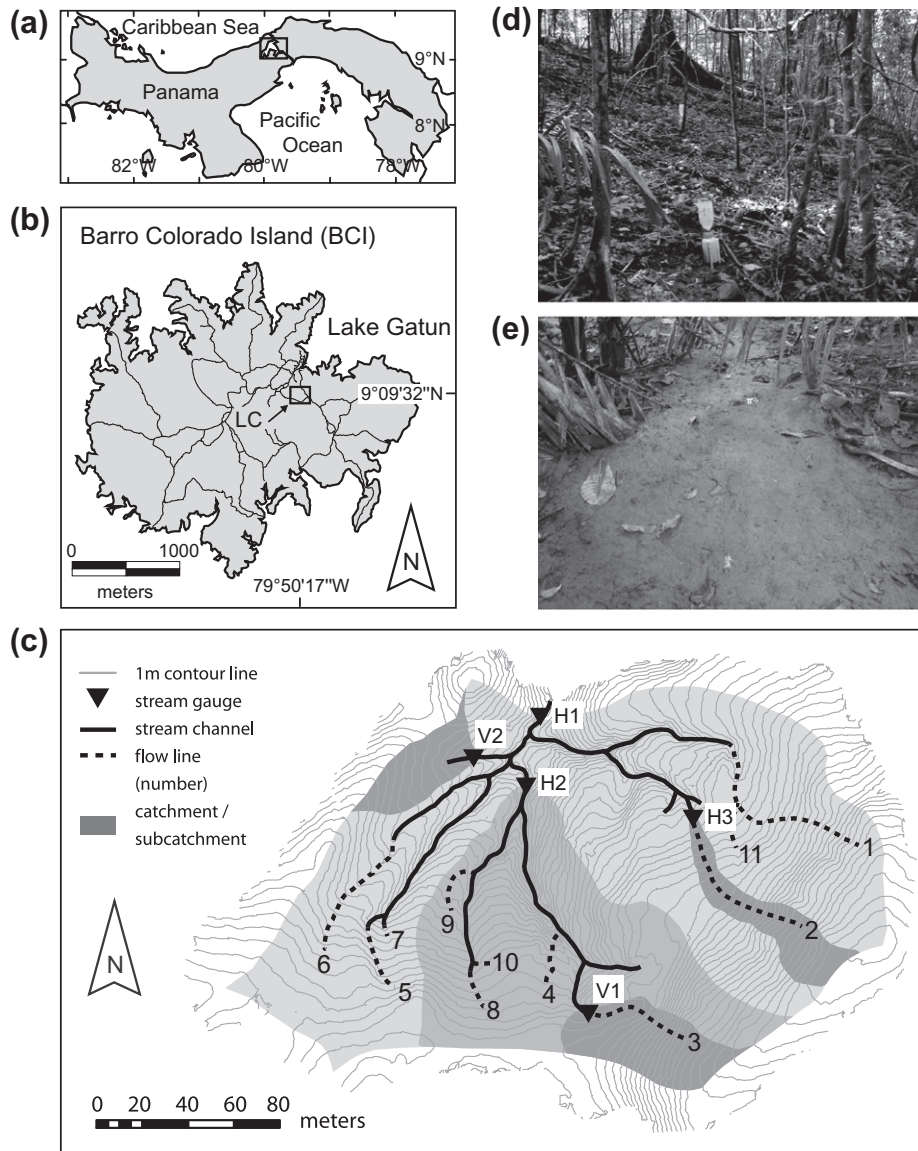 (a)
Caribbean Sea
Panama
Pacific
Ocean
9°N
8°N
82°W
80°W
78°W
(b)
Barro Colorado Island (BCI)
Lake Gatun
9°09'32"N
LC
0 1000
meters
79°50'17"W
N
(c)
1m contour line
stream gauge
stream channel
flow line
(number)
catchment /
subcatchment
N
H1
V2
H2
H3
1
11
2
9
7
6
5
10
4
8
V1
3
0 20 40 60 80 meters
(d)
(e)